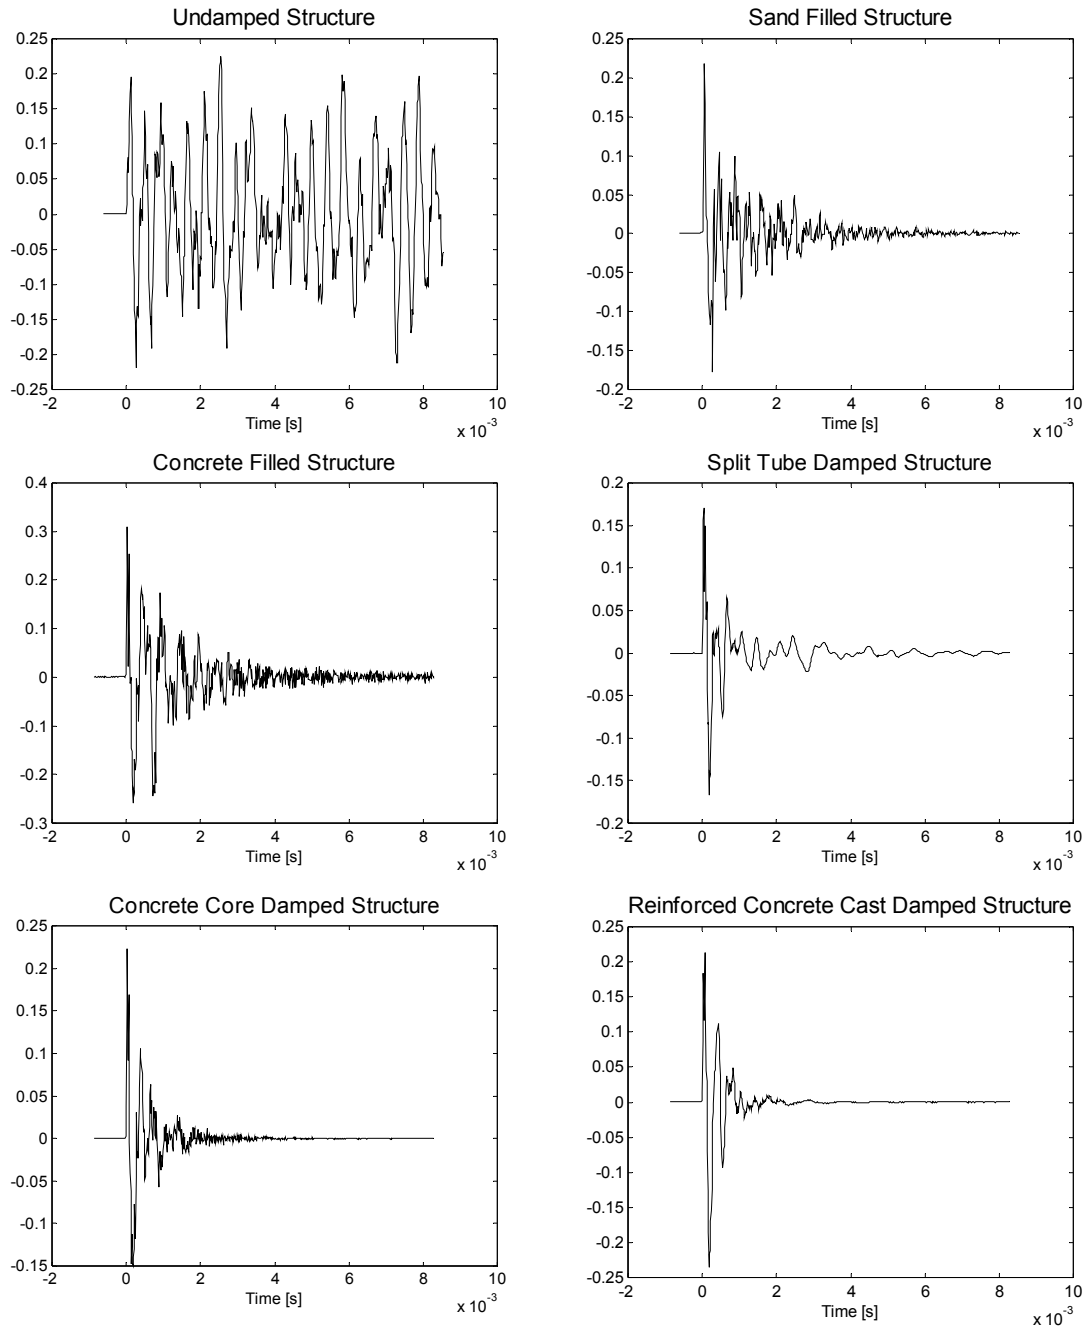 Undamped Structure
0.25
0.2
0.15
0.1
0.05
0
-0.05
-0.1
-0.15
-0.2
0.25
-2 0 2 4 6 8 10
Time [s]
x 10-3
Sand Filled Structure
0.25
0.2
0.15
0.1
0.05
0
-0.05
-0.1
-0.15
-0.2
-2 0 2 4 6 8 10
Time [s]
x 10-3
Concrete Filled Structure
0.4
0.3
0.2
0.1
0
-0.1
-0.2
-0.3
-2 0 2 4 6 8 10
Time [s]
x 10-3
Split Tube Damped Structure
0.2
0.15
0.1
0.05
0
-0.05
-0.1
-0.15
-0.2
-2 0 2 4 6 8 10
Time [s]
x 10-3
Concrete Core Damped Structure
0.25
0.2
0.15
0.1
0.05
0
-0.05
-0.1
-0.15
-2 0 2 4 6 8 10
Time [s]
x 10-3
Reinforced Concrete Cast Damped Structure
0.25
0.2
0.15
0.1
0.05
0
-0.05
-0.1
-0.15
-0.2
-0.25
-2 0 2 4 6 8 10
Time [s]
x 10-3